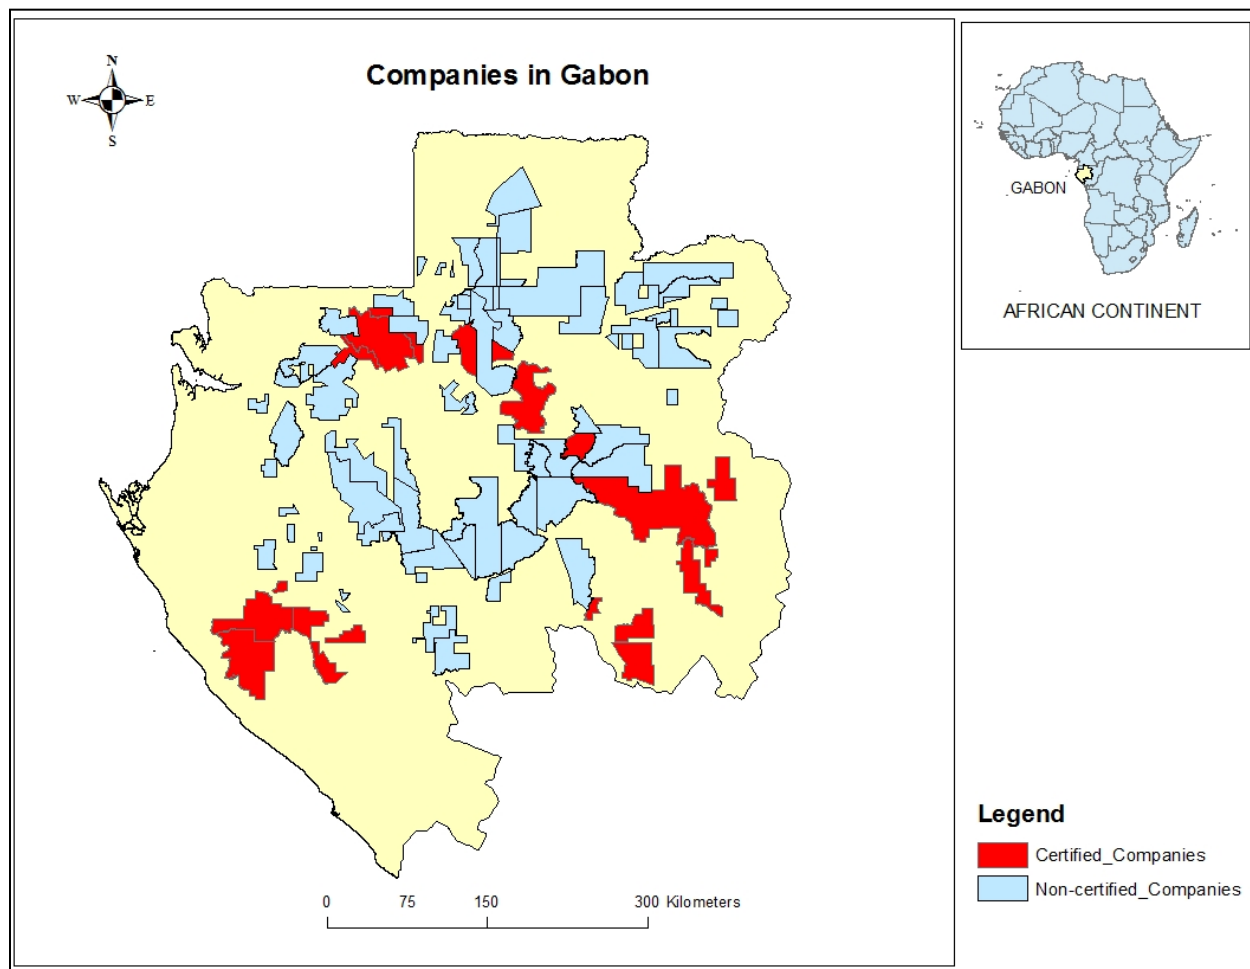 Companies in Gabon
N
W E
S
GABON
AFRICAN CONTINENT
Legend
Certified_Companies
Non-certified_Companies
0 75 150 300 Kilometers